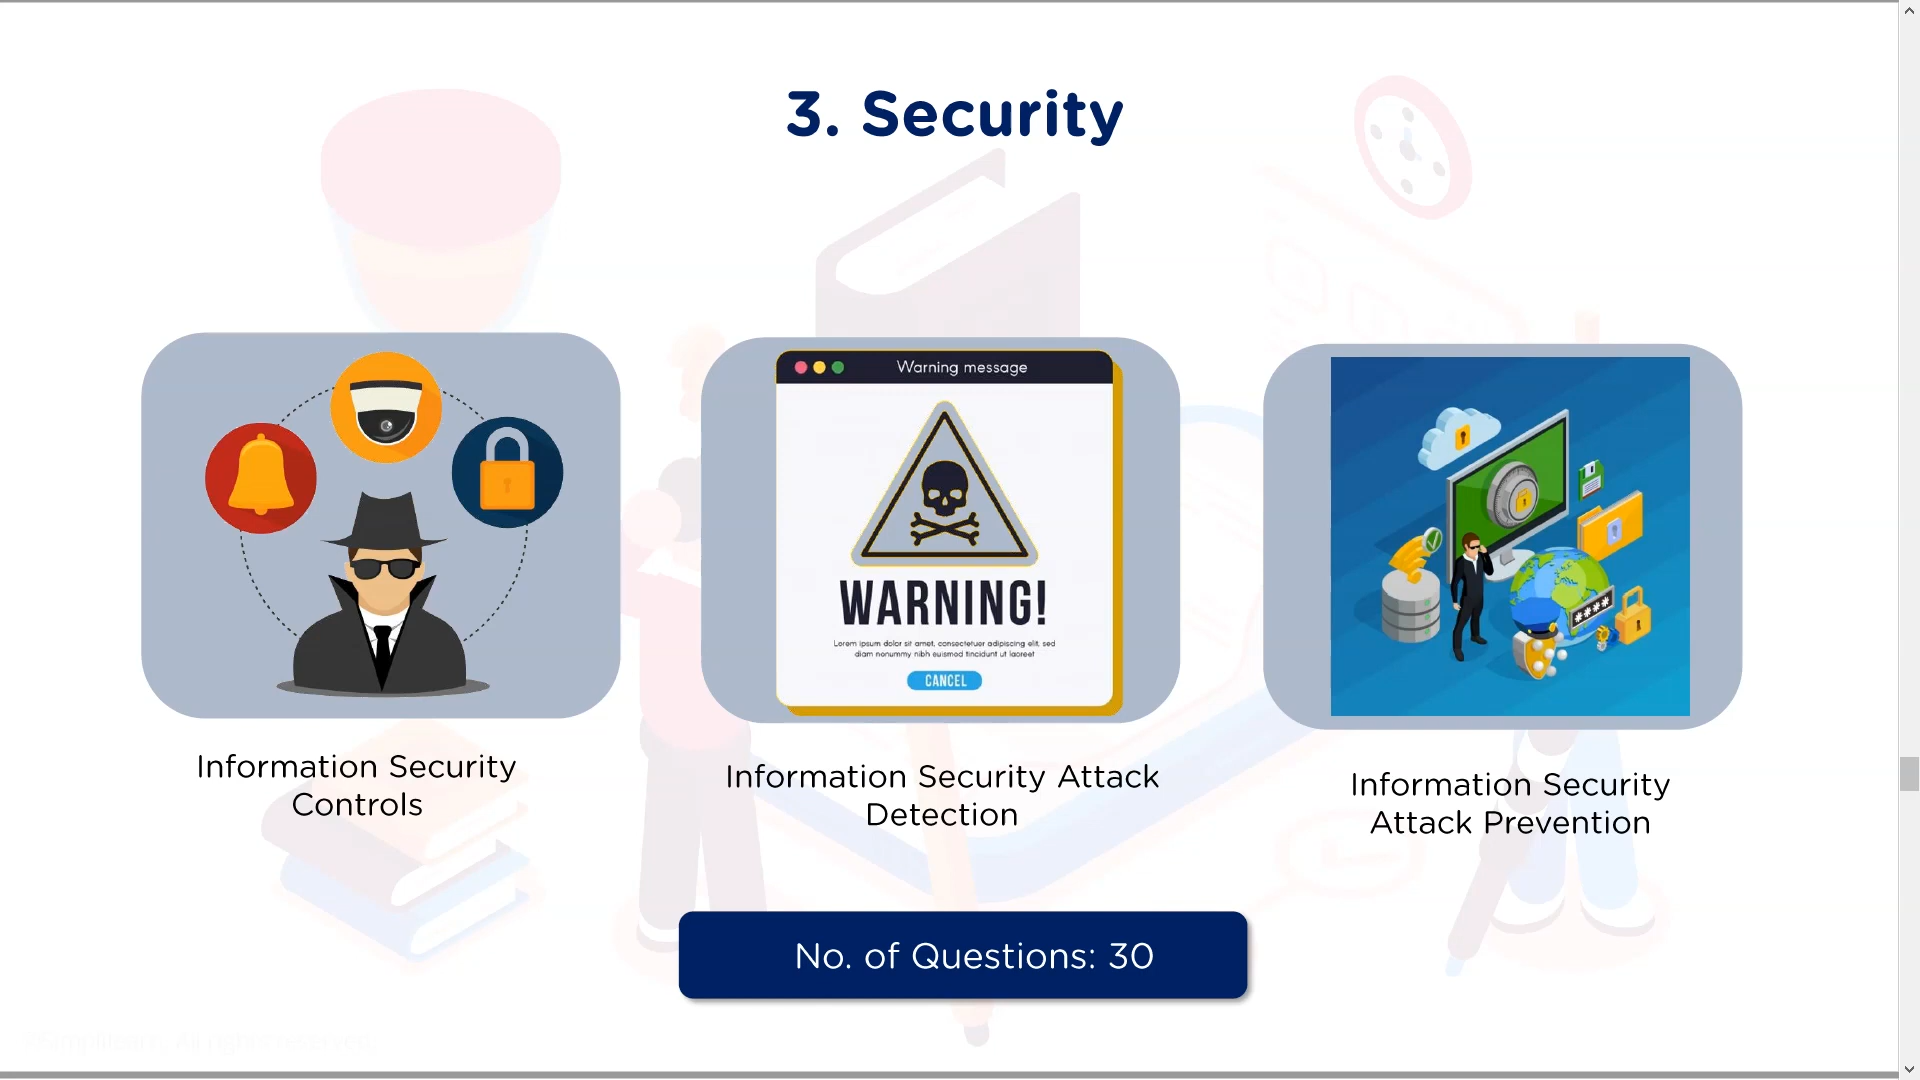 3. Security
Warning message
WARNING!
Lorem ipsum dolor sit amet, consectetuer adipiscing elit, sed
diam nonummy nibh euismod tincidunt ut laoreet
CANCEL
****
Information Security
Controls
Information Security Attack
Detection
Information Security
Attack Prevention
No. of Questions: 30